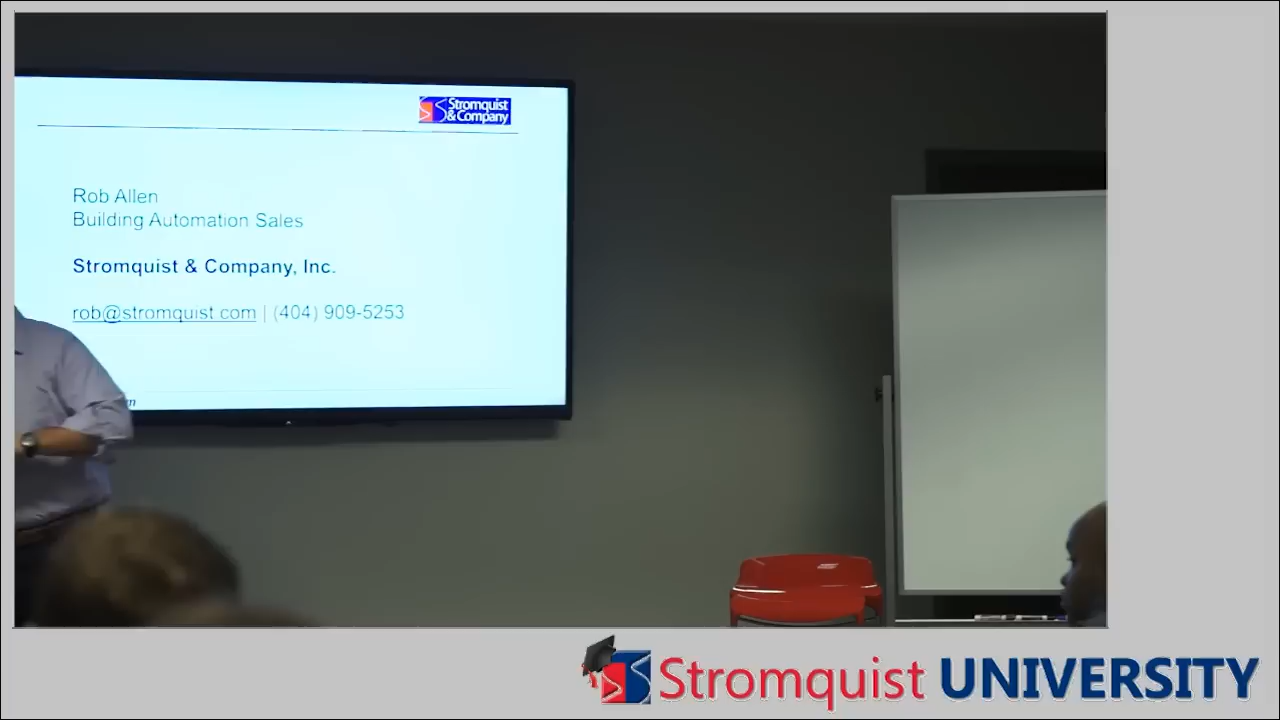 Stromquist
& Company
Rob Allen
Building Automation Sales
Stromquist & Company, Inc.
rob@stromquist.com | (404) 909-5253
Stromquist UNIVERSITY